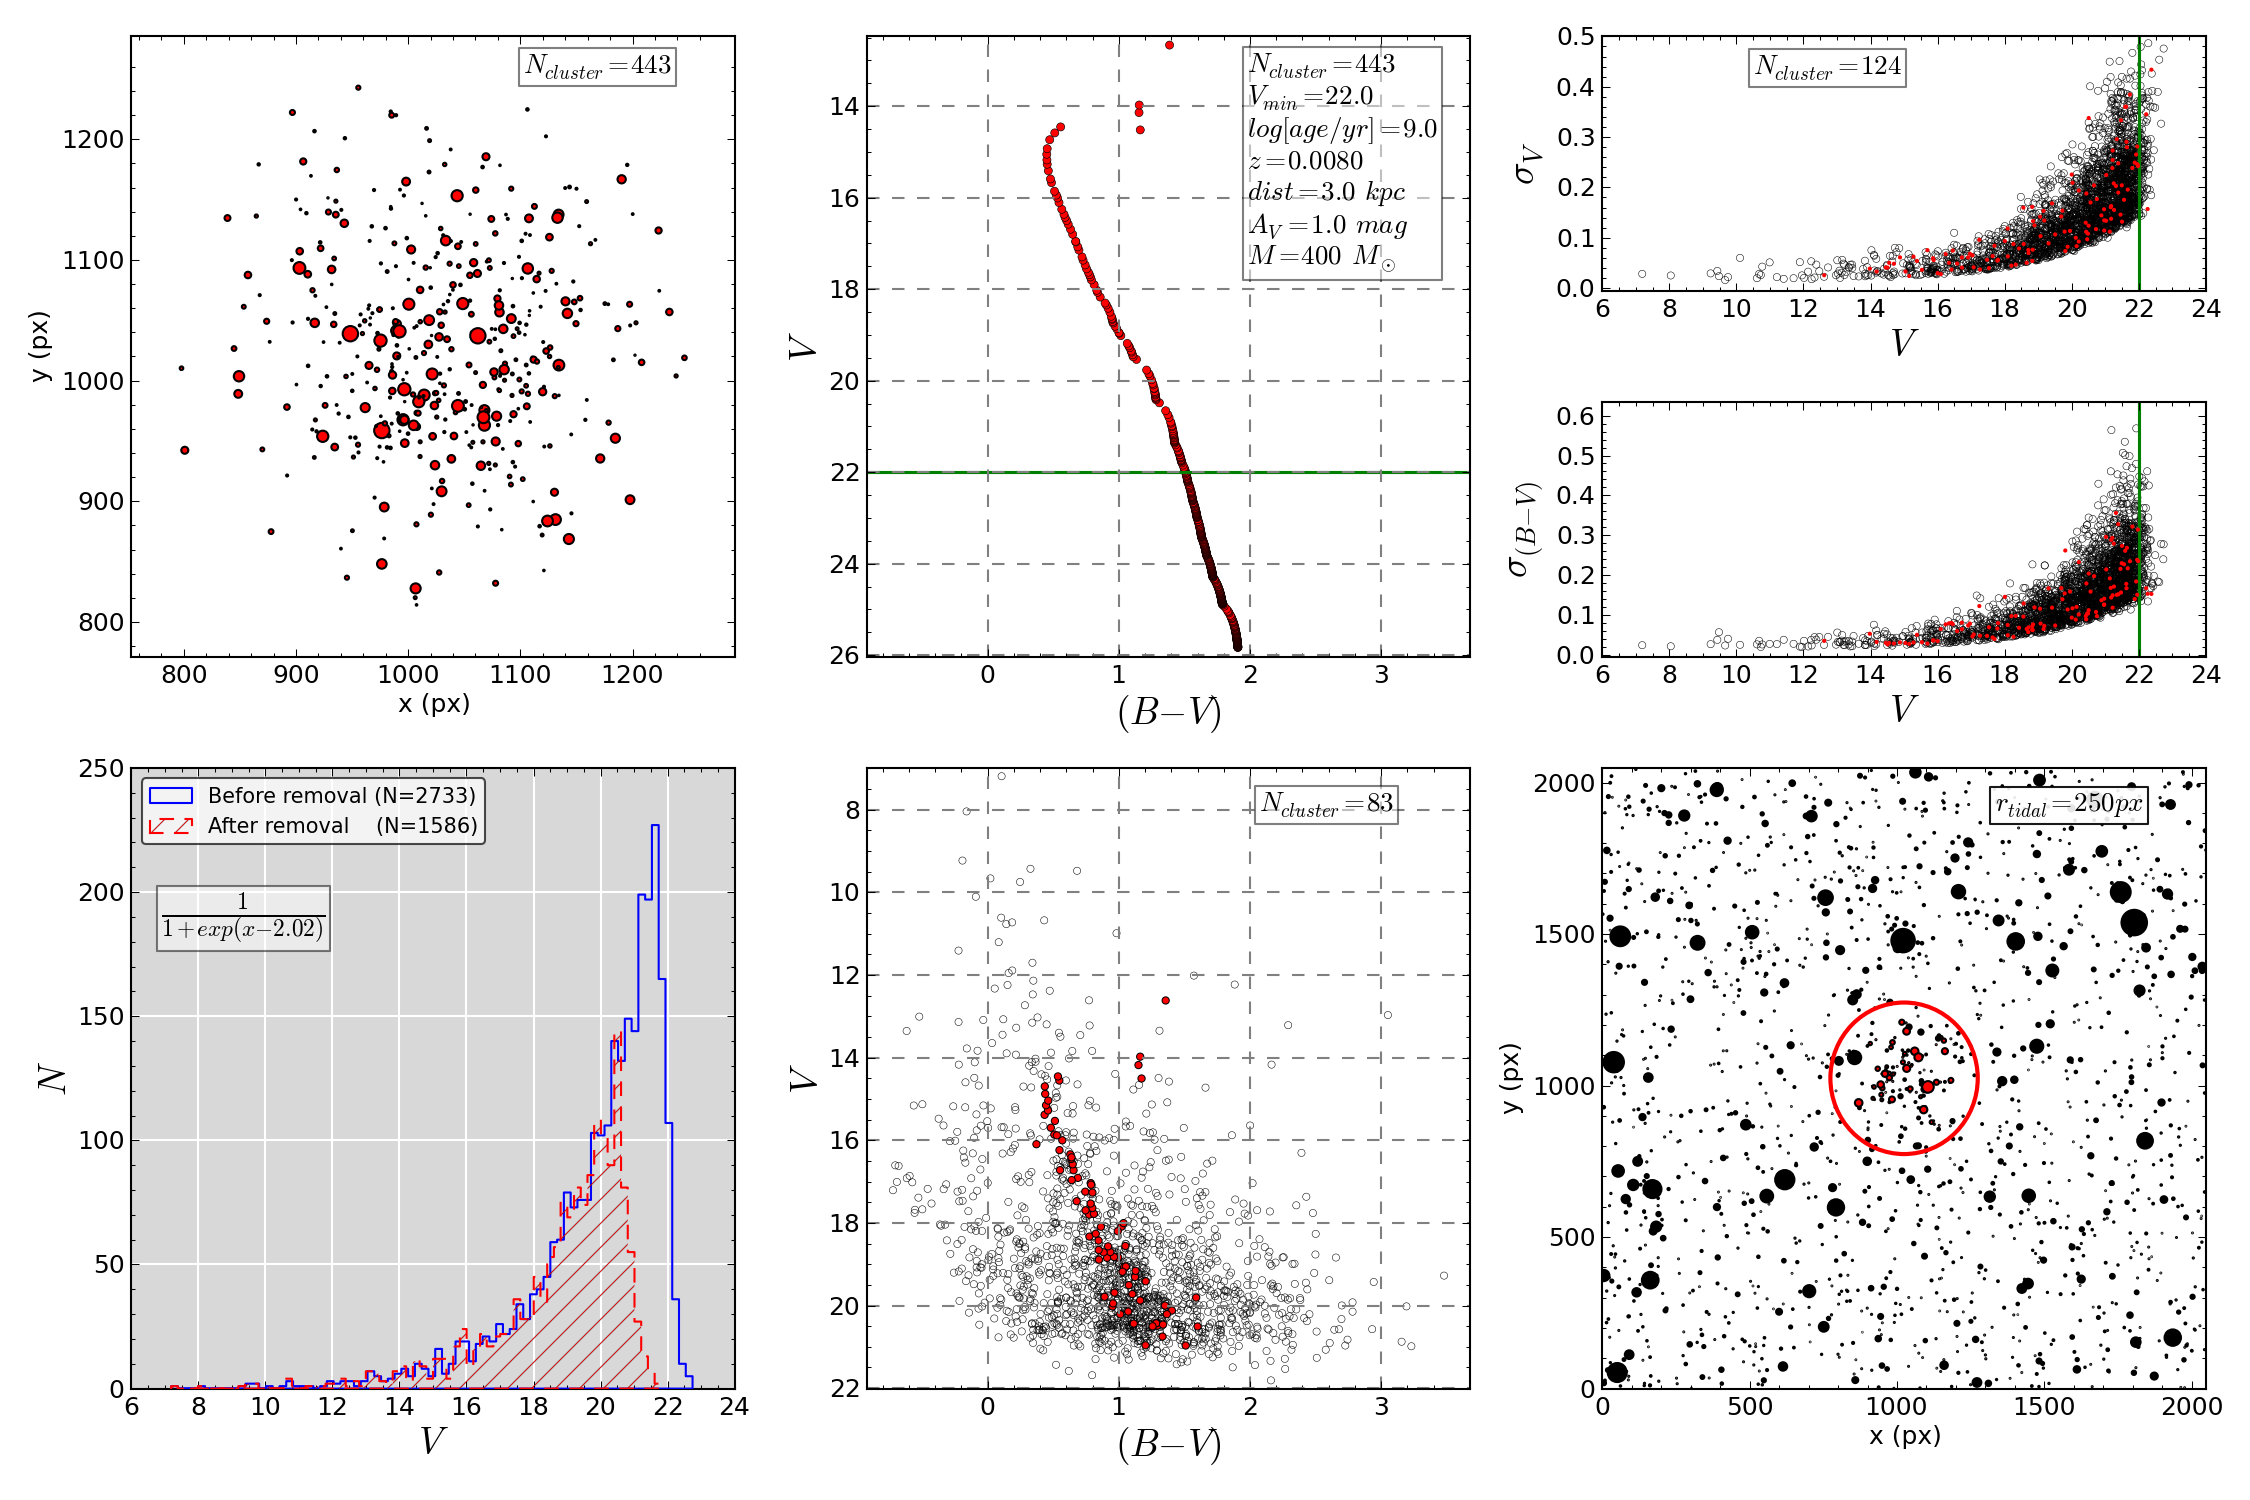 N_cluster=443
1200
1100
1000
900
800
y (px)
800 900 1000 1100 1200
x (px)
N_cluster=443
V_min=22.0
log[age/yr]=9.0
z=0.0080
dist=3.0 kpc
A_V=1.0 mag
M=400 M_⊙
14
16
18
20
22
24
26
V
0 1 2 3
(B−V)
N_cluster=124
0.5
0.4
0.3
0.2
0.1
0.0
σ_V
6 8 10 12 14 16 18 20 22 24
V
0.6
0.5
0.4
0.3
0.2
0.1
0.0
σ_(B−V)
6 8 10 12 14 16 18 20 22 24
V
Before removal (N=2733)
After removal (N=1586)
1
1+exp(x−2.02)
250
200
150
100
50
0
N
6 8 10 12 14 16 18 20 22 24
V
N_cluster=83
8
10
12
14
16
18
20
22
V
0 1 2 3
(B−V)
r_tidal=250px
2000
1500
1000
500
0
y (px)
0 500 1000 1500 2000
x (px)